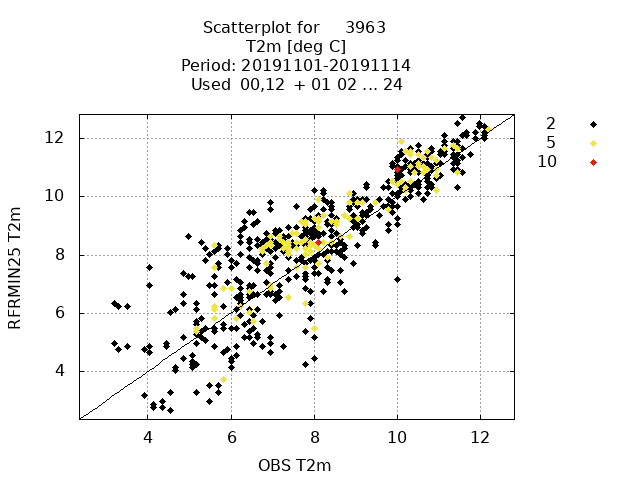 Scatterplot for 3963
T2m [deg C]
Period: 20191101-20191114
Used 00,12 + 01 02 ... 24
2
5
10
12
10
8
6
4
RFRMIN25 T2m
4 6 8 10 12
OBS T2m